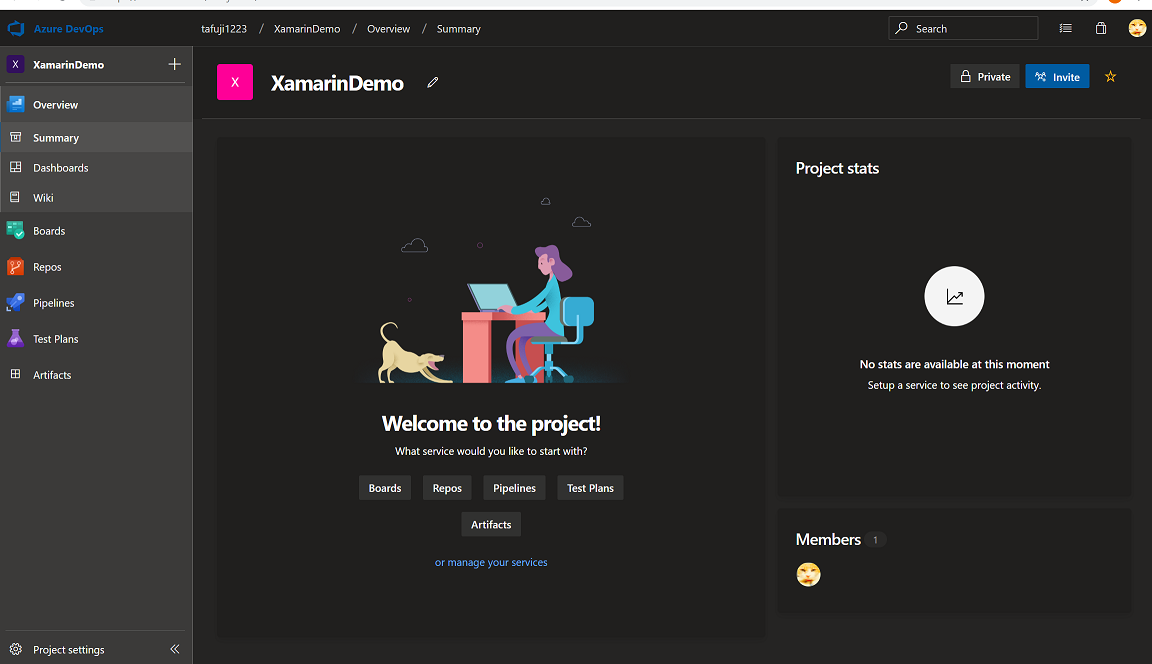 Azure DevOps
tafuji1223 / XamarinDemo / Overview / Summary
Search
X XamarinDemo
Overview
Summary
Dashboards
Wiki
Boards
Repos
Pipelines
Test Plans
Artifacts
Project settings
X XamarinDemo
Private
Invite
Welcome to the project!
What service would you like to start with?
Boards Repos Pipelines Test Plans
Artifacts
or manage your services
Project stats
No stats are available at this moment
Setup a service to see project activity.
Members 1